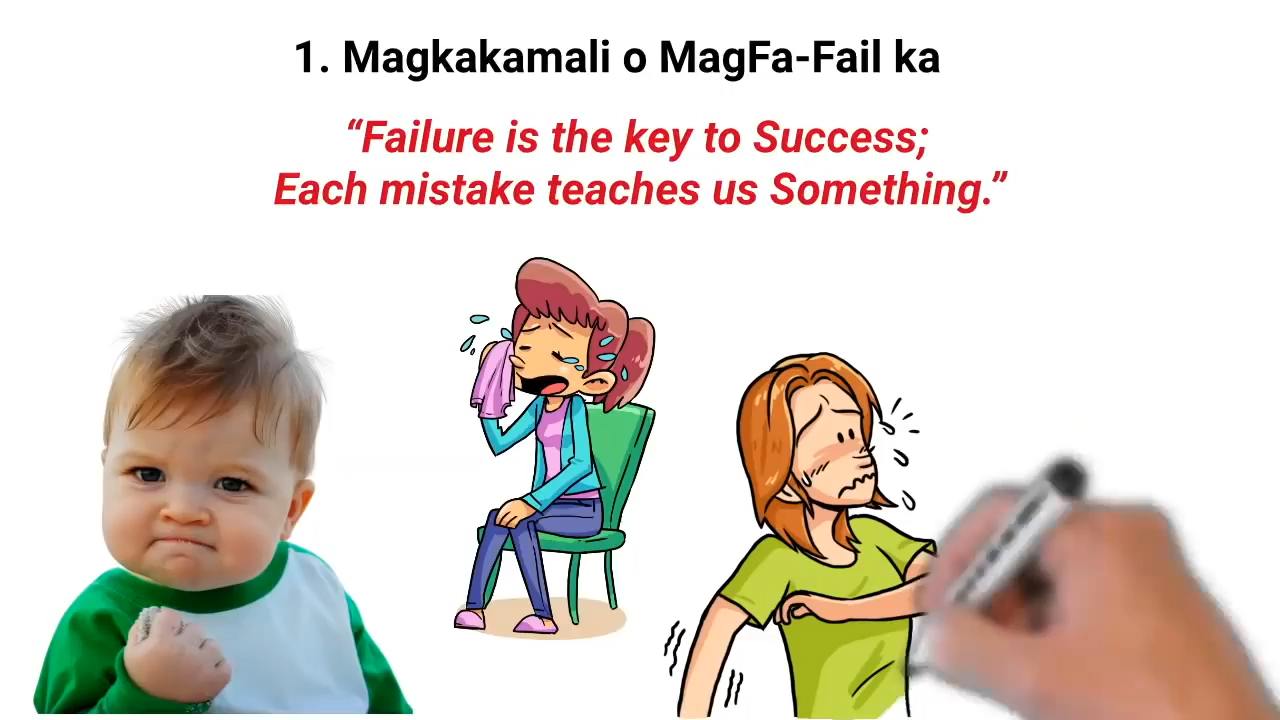 1. Magkakamali o MagFa-Fail ka
“Failure is the key to Success;
Each mistake teaches us Something.”